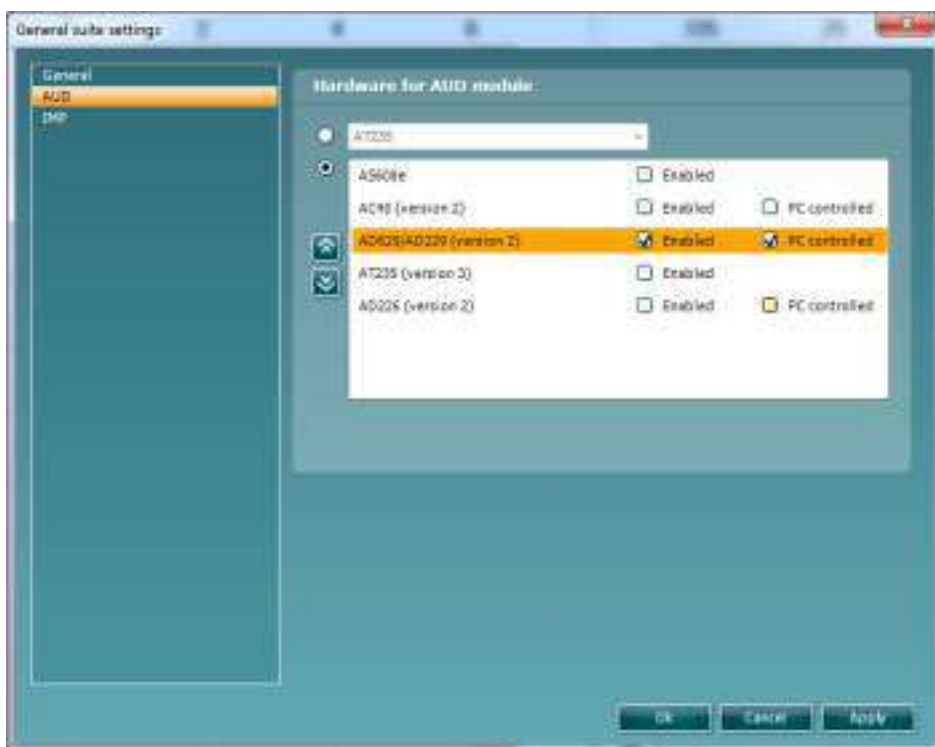 General suite settings
General
AUD
IMP
Hardware for AUD module
AT235
AS608e Enabled
AC40 (version 2) Enabled PC controlled
AD629/AD229 (version 2) Enabled PC controlled
AT235 (version 3) Enabled
AD226 (version 2) Enabled PC controlled
Ok Cancel Apply